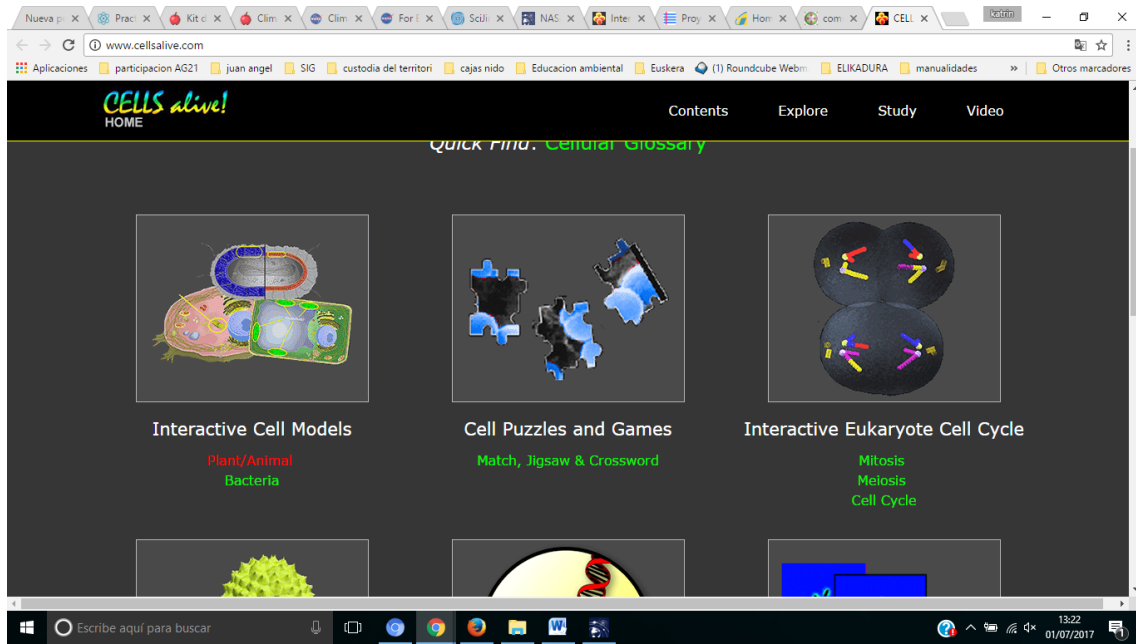 Nueva p Pract Kit d Clim Clim For E SciJi NAS Inter Proy Hom com CELL katrin
www.cellsalive.com
Aplicaciones participacion AG21 juan angel SIG custodia del territori cajas nido Educacion ambiental Euskera (1) Roundcube Webm ELIKADURA manualidades » Otros marcadores
CELLS alive!
HOME
Contents Explore Study Video
Quick Find: Cellular Glossary
Interactive Cell Models
Plant/Animal
Bacteria
Cell Puzzles and Games
Match, Jigsaw & Crossword
Interactive Eukaryote Cell Cycle
Mitosis
Meiosis
Cell Cycle
Escribe aquí para buscar
13:22
01/07/2017